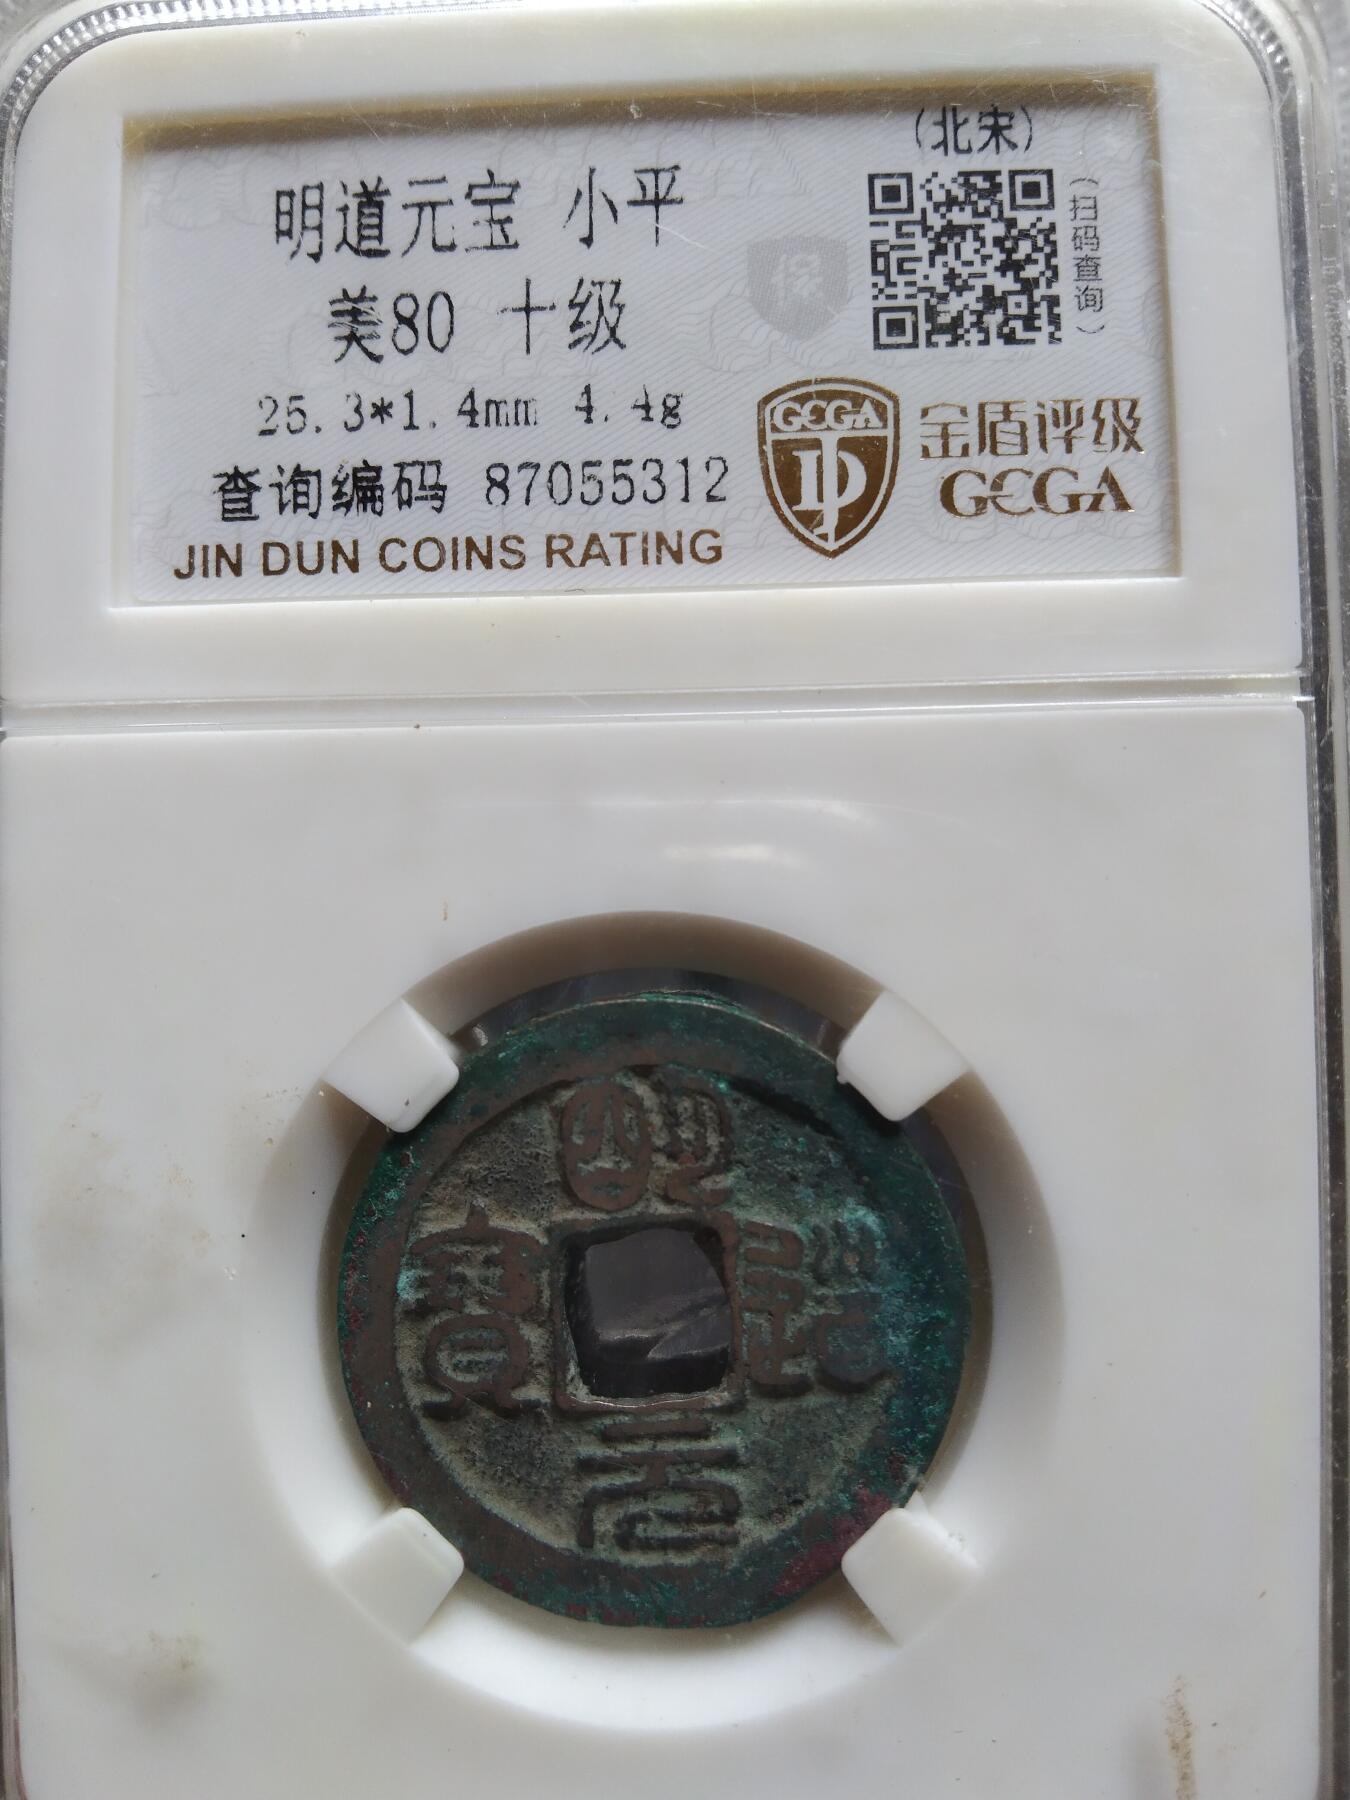 (北宋)
明道元宝 小平
美80 十级
25.3*1.4mm 4.4g
查询编码 87055312
JIN DUN COINS RATING
(扫码查询)
GEGA
金盾评级
GEGA
明道元寶